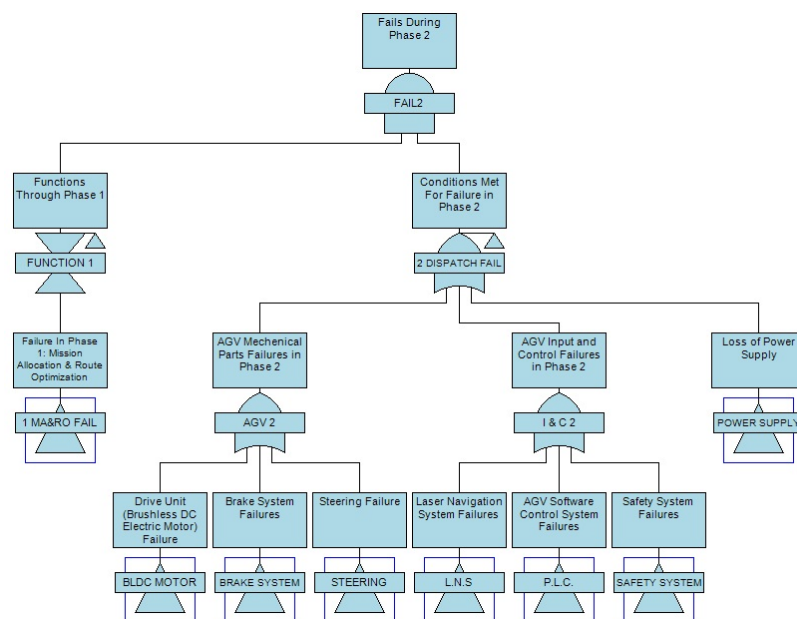 Fails During
Phase 2
FAIL2
Functions
Through Phase 1
Conditions Met
For Failure in
Phase 2
FUNCTION 1
2 DISPATCH FAIL
Failure In Phase
1: Mission
Allocation & Route
Optimization
AGV Mechenical
Parts Failures in
Phase 2
AGV Input and
Control Failures
in Phase 2
Loss of Power
Supply
1 MA&RO FAIL
AGV 2
I & C 2
POWER SUPPLY
Drive Unit
(Brushless DC
Electric Motor)
Failure
Brake System
Failures
Steering Failure
Laser Navigation
System Failures
AGV Software
Control System
Failures
Safety System
Failures
BLDC MOTOR
BRAKE SYSTEM
STEERING
L.N.S
P.L.C.
SAFETY SYSTEM